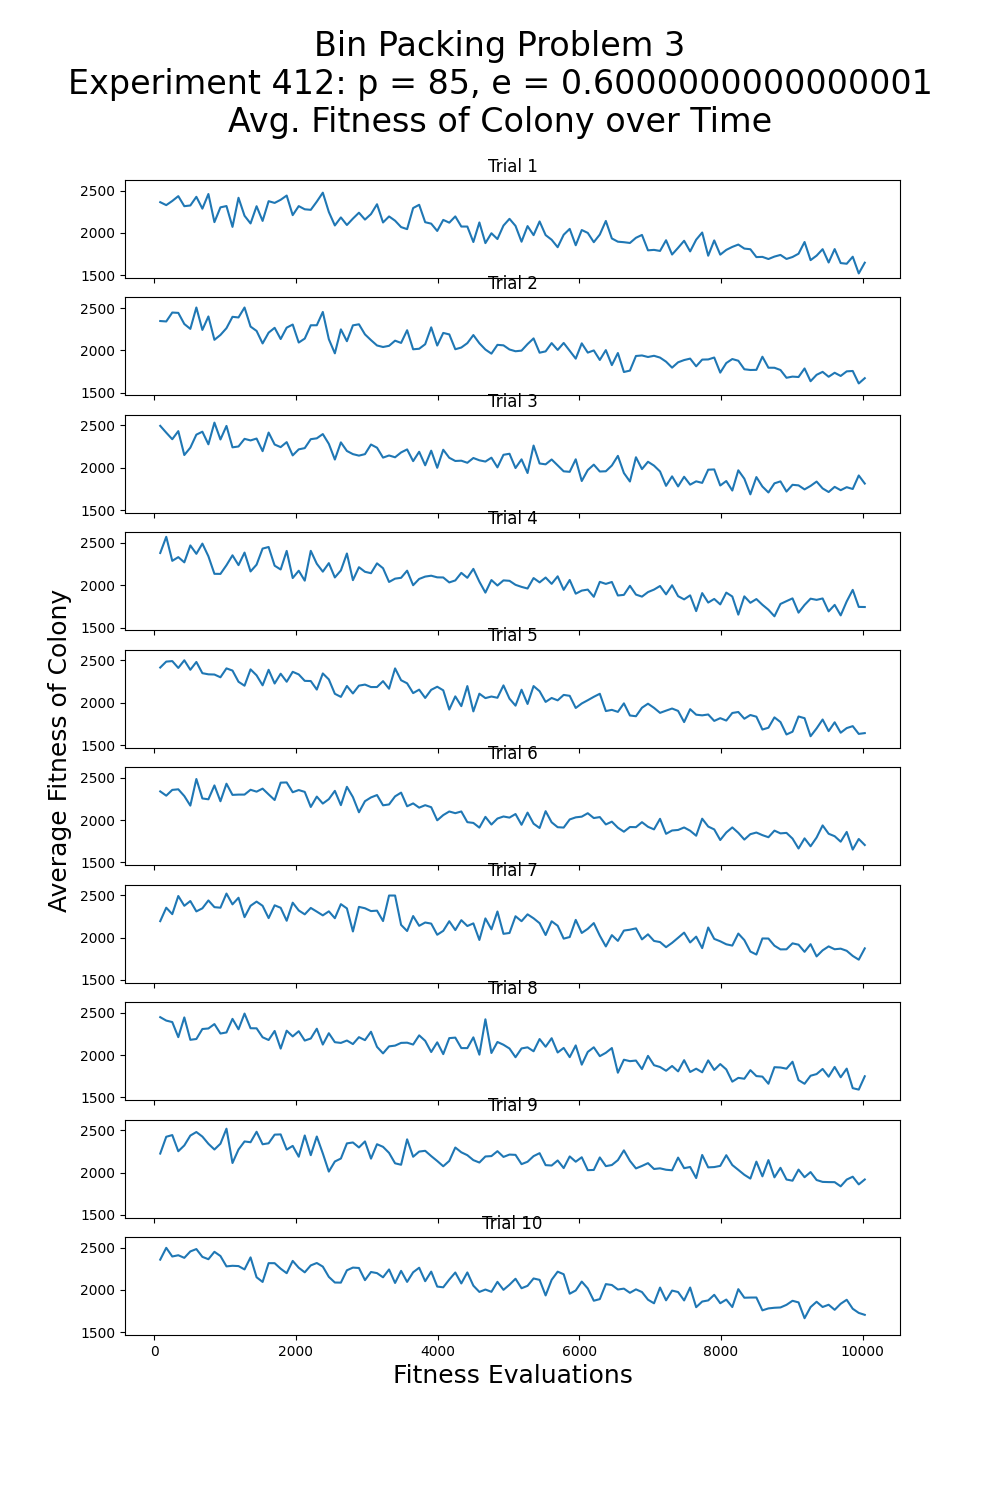 Bin Packing Problem 3
Experiment 412: p = 85, e = 0.6000000000000001
Avg. Fitness of Colony over Time
Trial 1
2500
2000
1500
Trial 2
2500
2000
1500
Trial 3
2500
2000
1500
Trial 4
2500
2000
1500
Trial 5
2500
2000
1500
Trial 6
2500
2000
1500
Trial 7
2500
2000
1500
Trial 8
2500
2000
1500
Trial 9
2500
2000
1500
Trial 10
2500
2000
1500
0 2000 4000 6000 8000 10000
Fitness Evaluations
Average Fitness of Colony